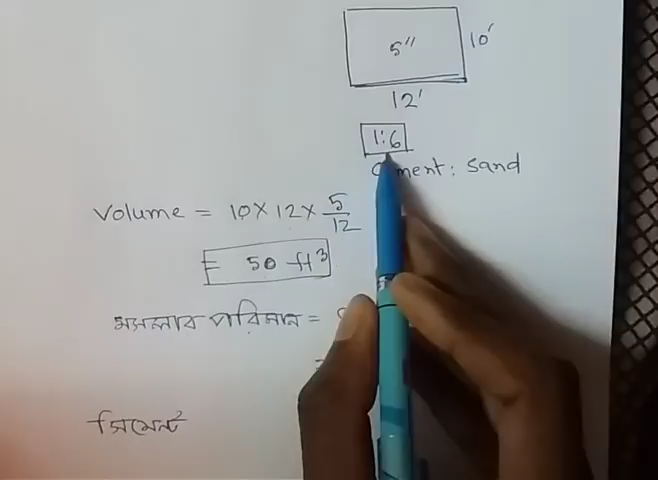 5"
10'
12'
1:6
ment: sand
Volume = 10 × 12 × 5/12
= 50 ft³
মসলার পরিমান =
সিমেন্ট